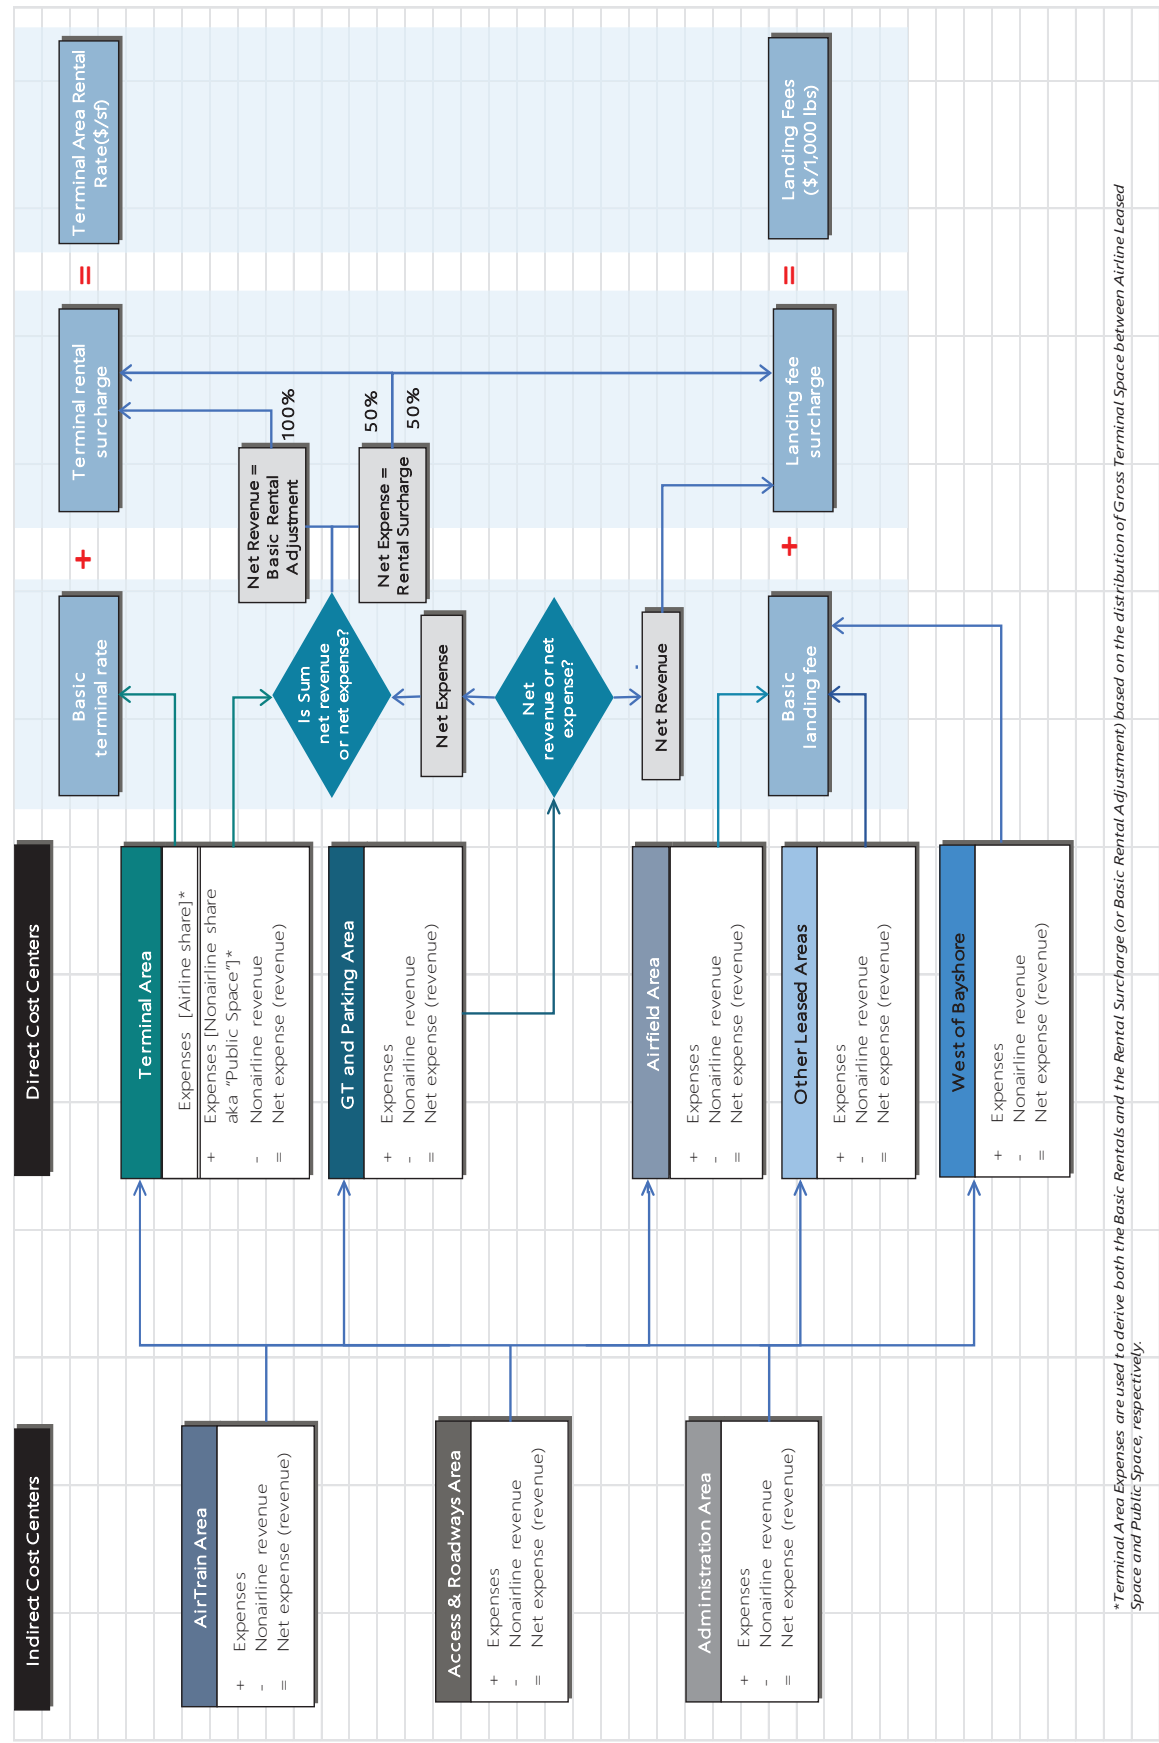 Indirect Cost Centers
AirTrain Area
+ Expenses
- Nonairline revenue
= Net expense (revenue)
Access & Roadways Area
+ Expenses
- Nonairline revenue
= Net expense (revenue)
Administration Area
+ Expenses
- Nonairline revenue
= Net expense (revenue)
Direct Cost Centers
Terminal Area
Expenses [Airline share]*
+ Expenses [Nonairline share
aka “Public Space”]*
- Nonairline revenue
= Net expense (revenue)
GT and Parking Area
+ Expenses
- Nonairline revenue
= Net expense (revenue)
Airfield Area
+ Expenses
- Nonairline revenue
= Net expense (revenue)
Other Leased Areas
+ Expenses
- Nonairline revenue
= Net expense (revenue)
West of Bayshore
+ Expenses
- Nonairline revenue
= Net expense (revenue)
Basic
terminal rate
Is Sum
net revenue
or net expense?
Net Expense
Net
revenue or net
expense?
Net Revenue
Basic
landing fee
+
Net Revenue =
Basic Rental
Adjustment
Net Expense =
Rental Surcharge
+
100%
50%
50%
Terminal rental
surcharge
Landing fee
surcharge
=
=
Terminal Area Rental
Rate($/sf)
Landing Fees
($/1,000 lbs)
*Terminal Area Expenses are used to derive both the Basic Rentals and the Rental Surcharge (or Basic Rental Adjustment) based on the distribution of Gross Terminal Space between Airline Leased
Space and Public Space, respectively.